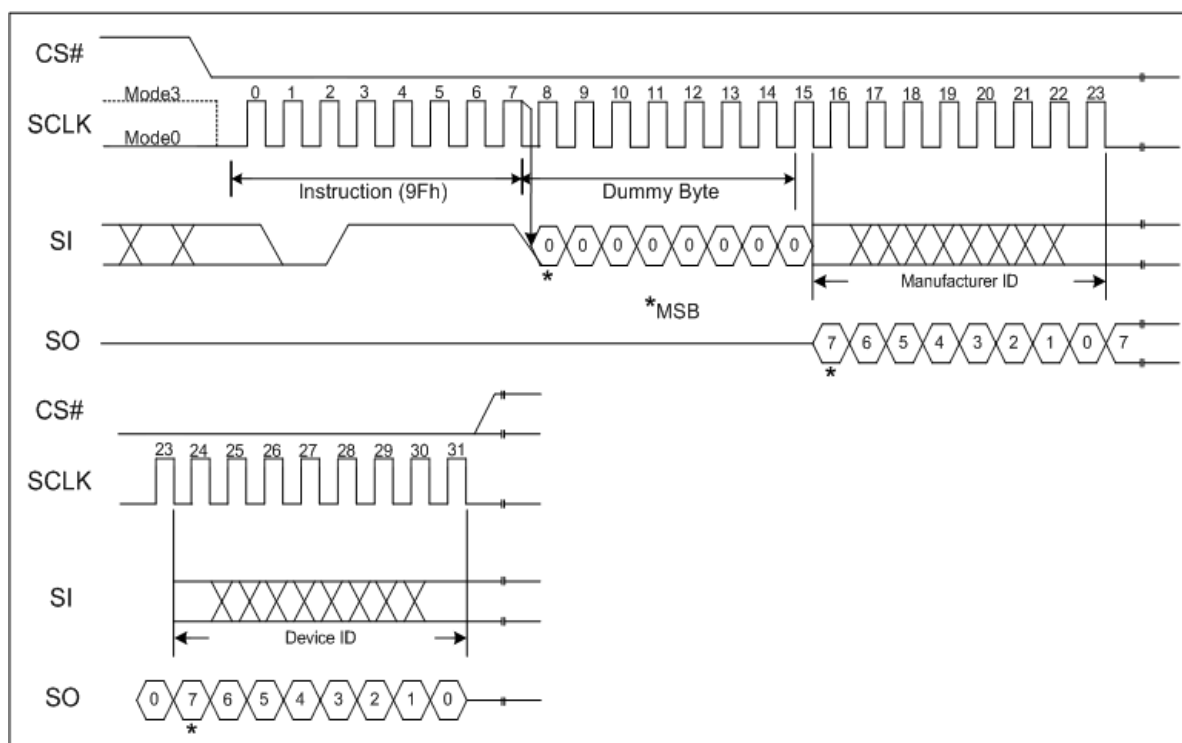 CS#
Mode3
0 1 2 3 4 5 6 7 8 9 10 11 12 13 14 15 16 17 18 19 20 21 22 23
SCLK
Mode0
Instruction (9Fh) Dummy Byte
SI
0 0 0 0 0 0 0 0
* Manufacturer ID
*MSB
SO
7 6 5 4 3 2 1 0 7
*
CS#
23 24 25 26 27 28 29 30 31
SCLK
SI
Device ID
SO
0 7 6 5 4 3 2 1 0
*